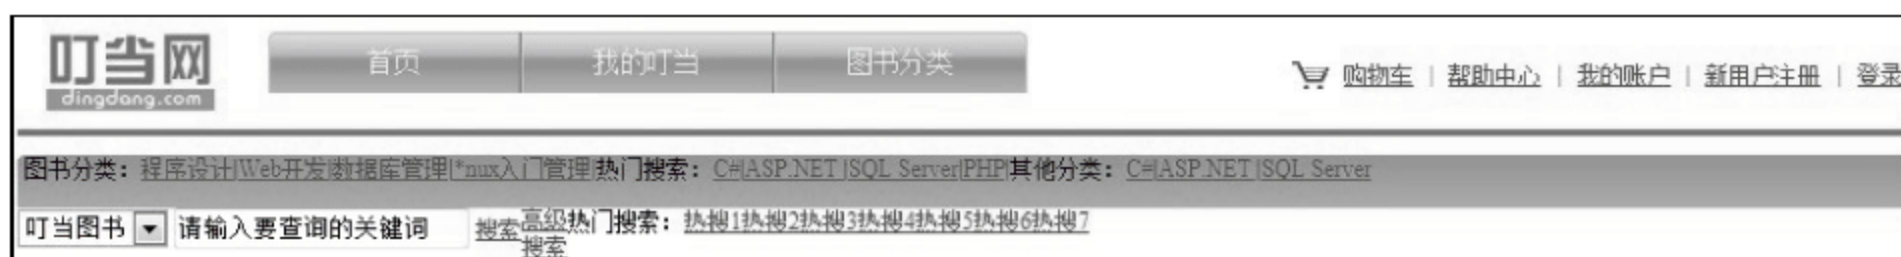 叮当网 首页 我的叮当 图书分类
dingdang.com
购物车 | 帮助中心 | 我的账户 | 新用户注册 | 登录
图书分类：程序设计|Web开发|数据库管理|*nux入门管理|热门搜索：C#|ASP.NET |SQL Server|PHP|其他分类：C#|ASP.NET |SQL Server
叮当图书 请输入要查询的关键词 搜索高级热门搜索：热搜1热搜2热搜3热搜4热搜5热搜6热搜7
搜索